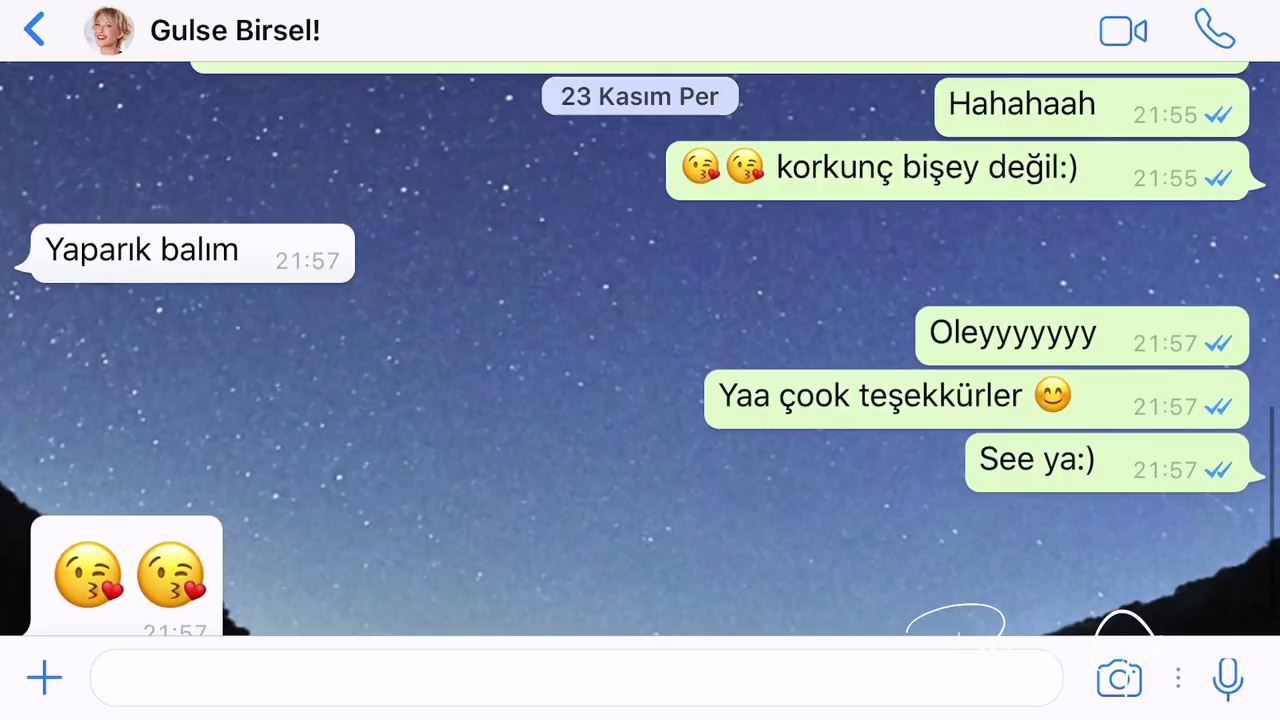 Gulse Birsel!
23 Kasım Per
Hahahaah 21:55
😘😘 korkunç bişey değil:) 21:55
Yaparık balım 21:57
Oleyyyyyyy 21:57
Yaa çook teşekkürler 😊 21:57
See ya:) 21:57
😘😘
21:57